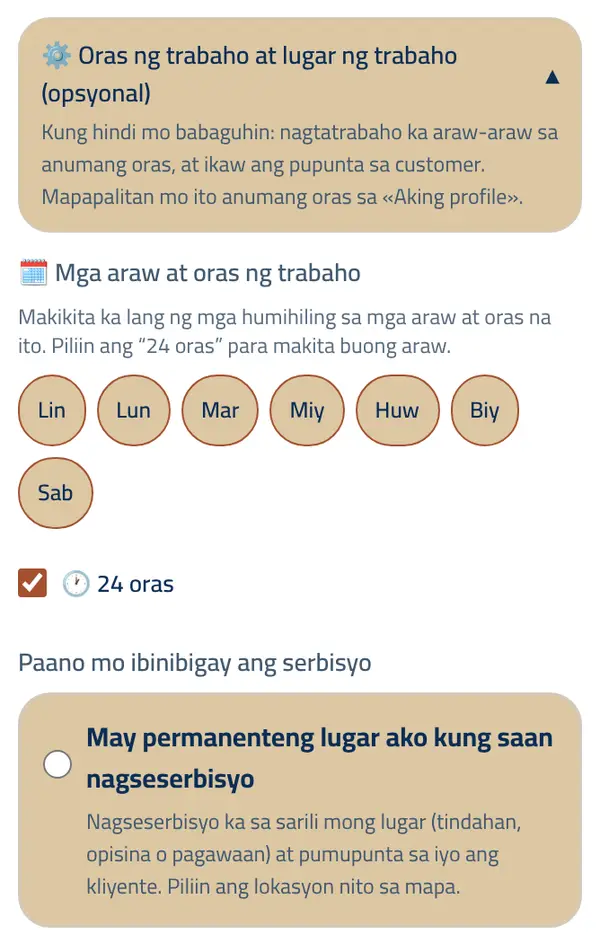 ⚙️ Oras ng trabaho at lugar ng trabaho
(opsyonal)
▲
Kung hindi mo babaguhin: nagtatrabaho ka araw-araw sa
anumang oras, at ikaw ang pupunta sa customer.
Mapapalitan mo ito anumang oras sa «Aking profile».
🗓️ Mga araw at oras ng trabaho
Makikita ka lang ng mga humihiling sa mga araw at oras na
ito. Piliin ang “24 oras” para makita buong araw.
Lin Lun Mar Miy Huw Biy
Sab
🕐 24 oras
Paano mo ibinibigay ang serbisyo
May permanenteng lugar ako kung saan
nagseserbisyo
Nagseserbisyo ka sa sarili mong lugar (tindahan,
opisina o pagawaan) at pumupunta sa iyo ang
kliyente. Piliin ang lokasyon nito sa mapa.